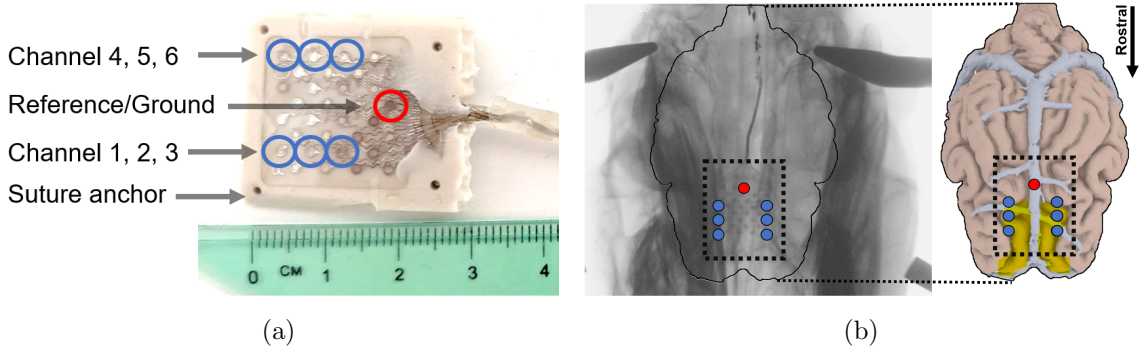 Channel 4, 5, 6
Reference/Ground
Channel 1, 2, 3
Suture anchor
0 CM 1 2 3 4
Rostral
(a)
(b)